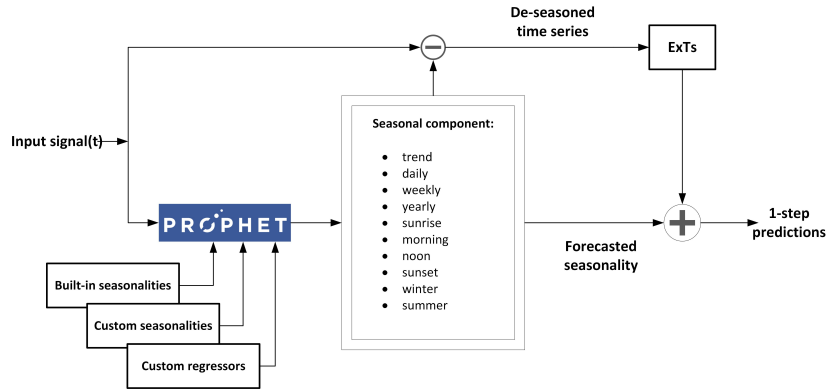 De-seasoned
time series
ExTs
Seasonal component:
Input signal(t)
• trend
• daily
• weekly
• yearly
• sunrise
• morning
• noon
• sunset
• winter
• summer
PROPHET
1-step
predictions
Forecasted
seasonality
Built-in seasonalities
Custom seasonalities
Custom regressors